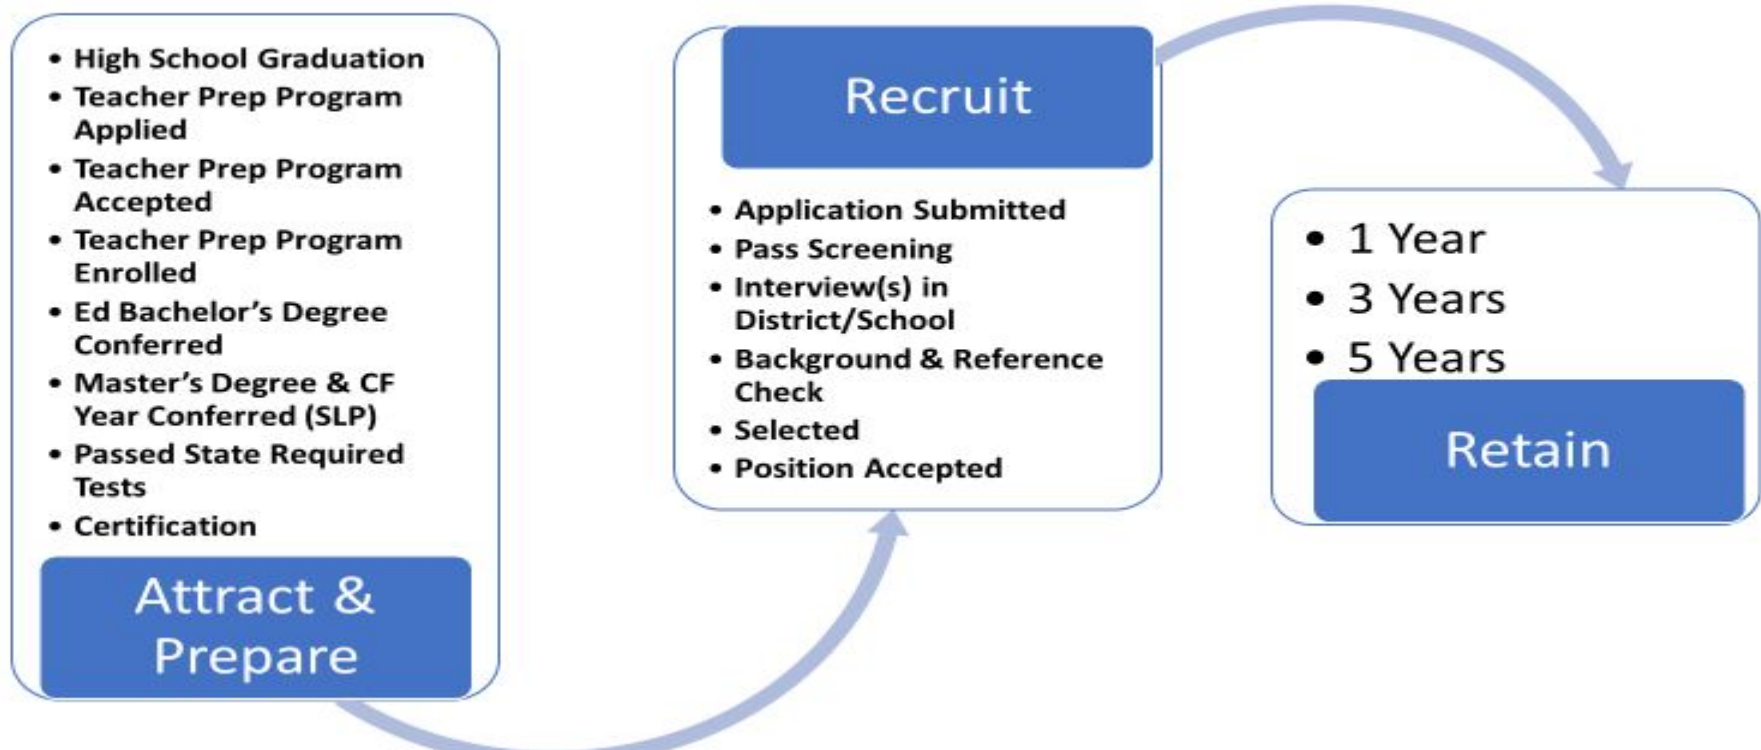 • High School Graduation
• Teacher Prep Program
Applied
• Teacher Prep Program
Accepted
• Teacher Prep Program
Enrolled
• Ed Bachelor’s Degree
Conferred
• Master’s Degree & CF
Year Conferred (SLP)
• Passed State Required
Tests
• Certification
Attract &
Prepare
Recruit
• Application Submitted
• Pass Screening
• Interview(s) in
District/School
• Background & Reference
Check
• Selected
• Position Accepted
• 1 Year
• 3 Years
• 5 Years
Retain